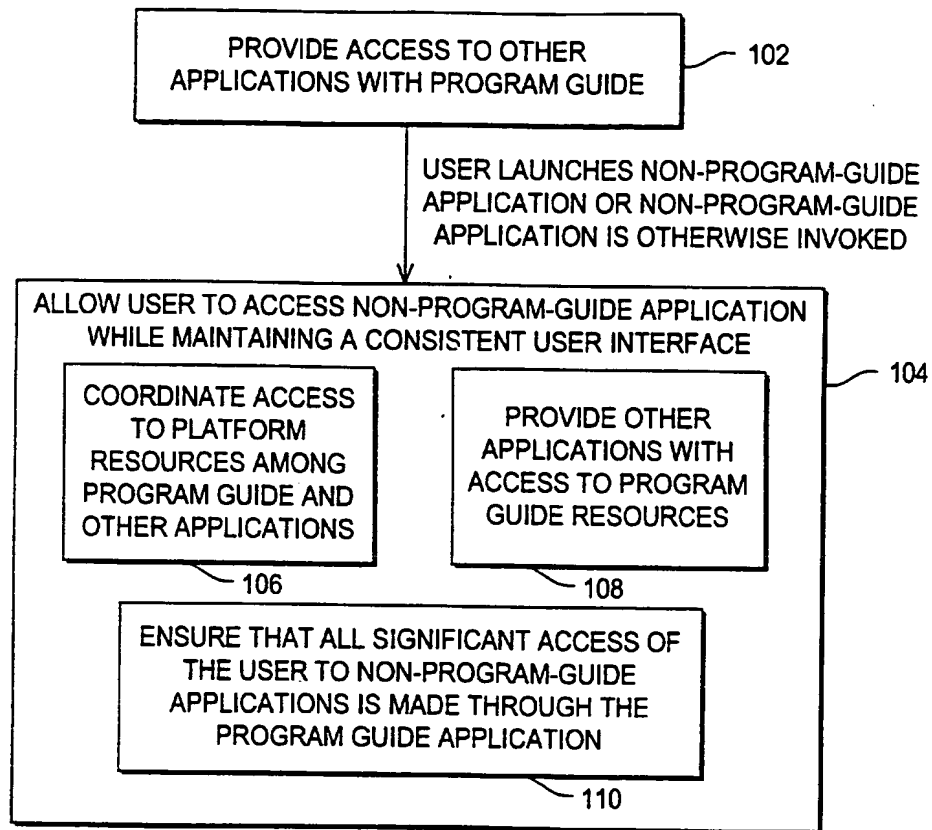 PROVIDE ACCESS TO OTHER
APPLICATIONS WITH PROGRAM GUIDE
102
USER LAUNCHES NON-PROGRAM-GUIDE
APPLICATION OR NON-PROGRAM-GUIDE
APPLICATION IS OTHERWISE INVOKED
ALLOW USER TO ACCESS NON-PROGRAM-GUIDE APPLICATION
WHILE MAINTAINING A CONSISTENT USER INTERFACE
104
COORDINATE ACCESS
TO PLATFORM
RESOURCES AMONG
PROGRAM GUIDE AND
OTHER APPLICATIONS
106
PROVIDE OTHER
APPLICATIONS WITH
ACCESS TO PROGRAM
GUIDE RESOURCES
108
ENSURE THAT ALL SIGNIFICANT ACCESS OF
THE USER TO NON-PROGRAM-GUIDE
APPLICATIONS IS MADE THROUGH THE
PROGRAM GUIDE APPLICATION
110